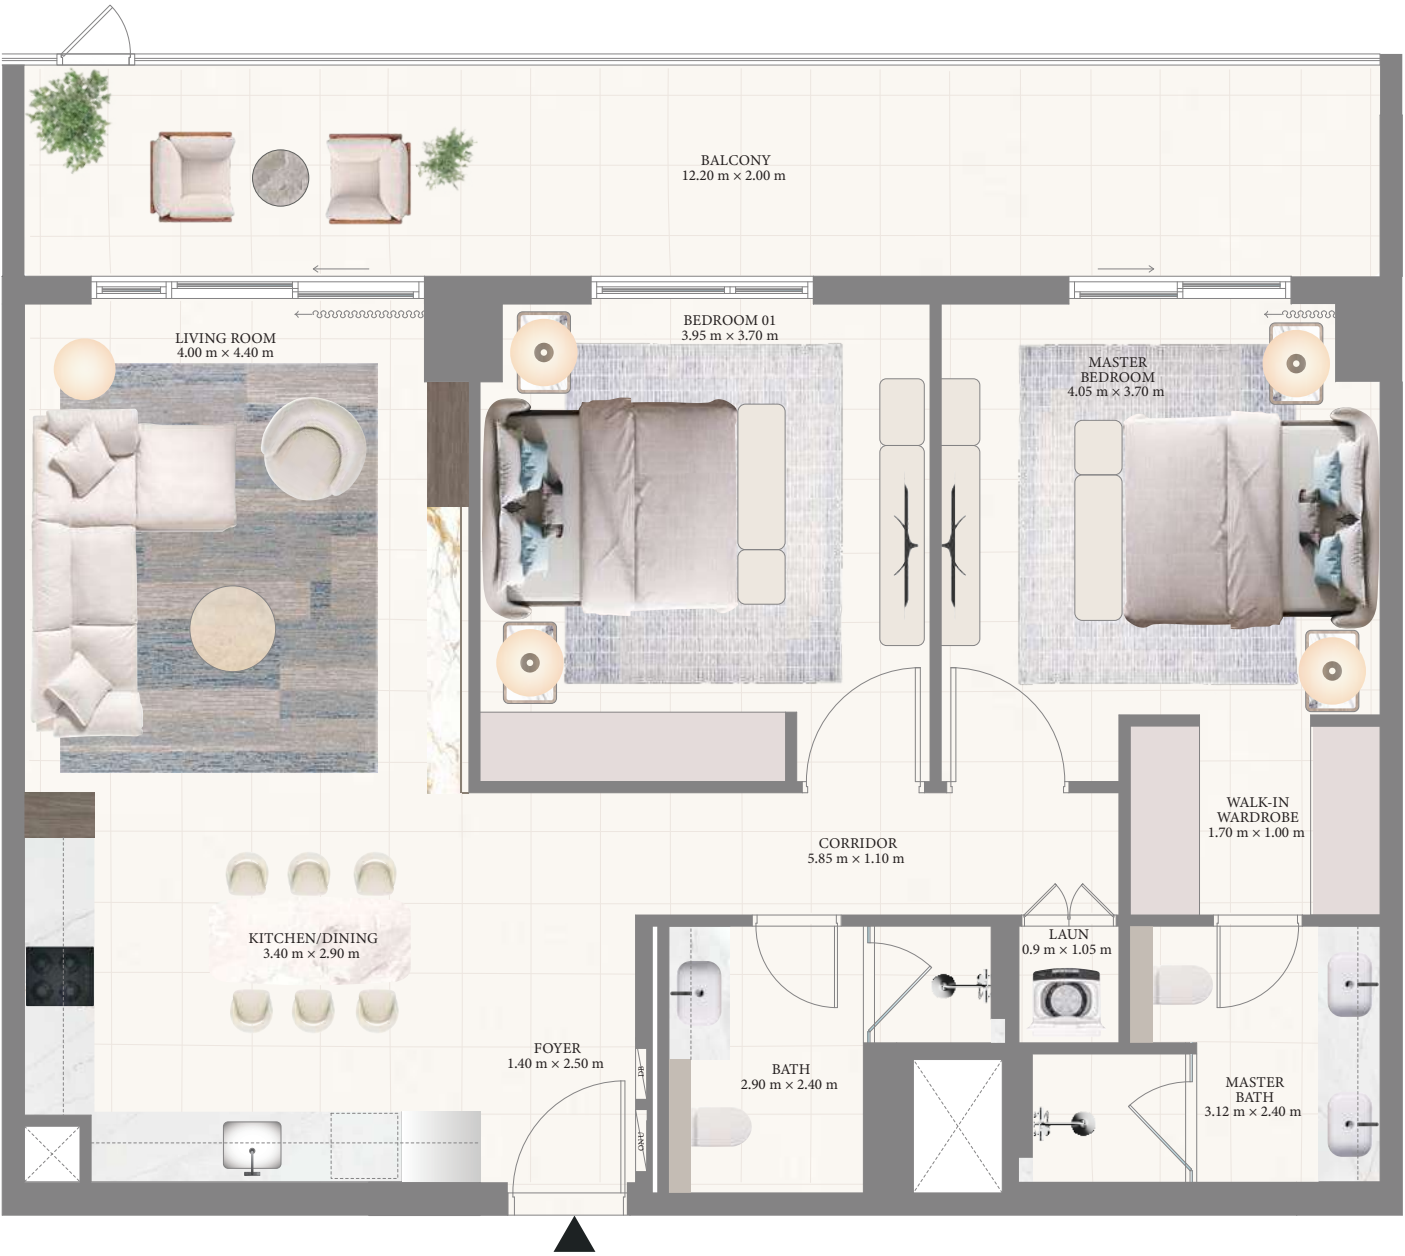 BALCONY
12.20 m × 2.00 m
LIVING ROOM
4.00 m × 4.40 m
BEDROOM 01
3.95 m × 3.70 m
MASTER
BEDROOM
4.05 m × 3.70 m
WALK-IN
WARDROBE
1.70 m × 1.00 m
CORRIDOR
5.85 m × 1.10 m
KITCHEN/DINING
3.40 m × 2.90 m
LAUN
0.9 m × 1.05 m
FOYER
1.40 m × 2.50 m
DB
ONU
BATH
2.90 m × 2.40 m
MASTER
BATH
3.12 m × 2.40 m